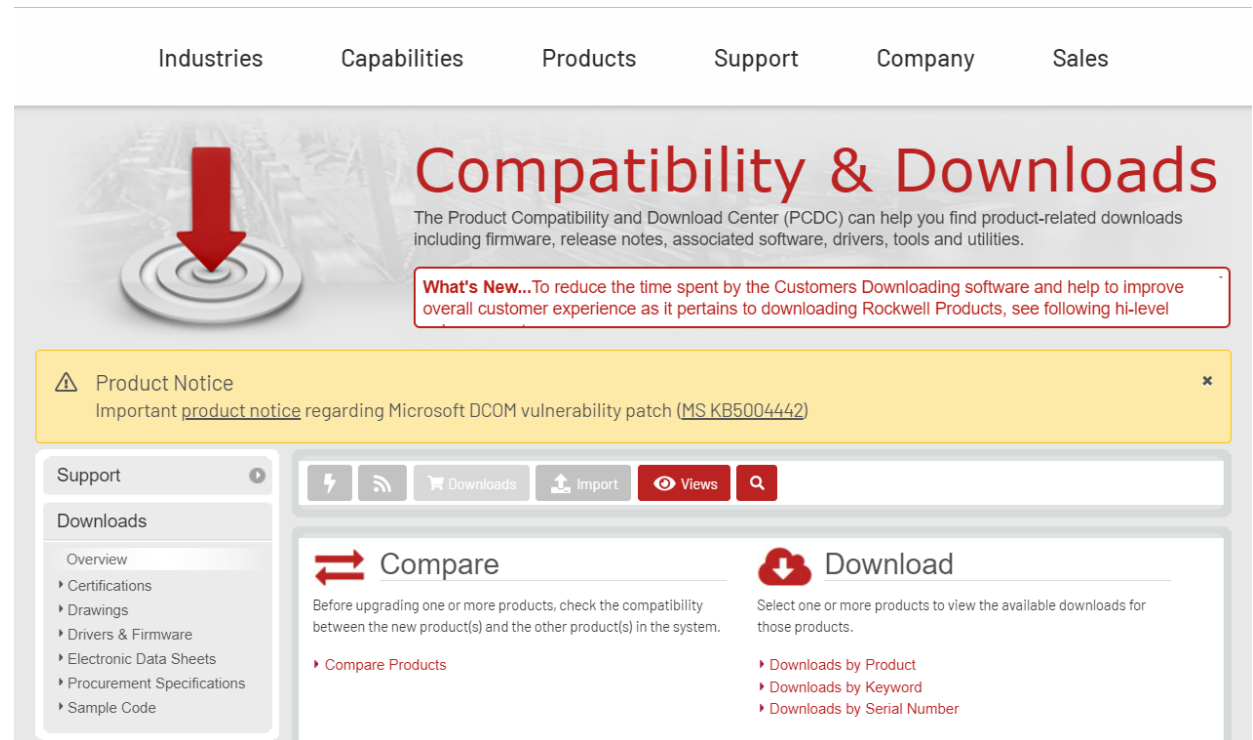 Industries Capabilities Products Support Company Sales
Compatibility & Downloads
The Product Compatibility and Download Center (PCDC) can help you find product-related downloads
including firmware, release notes, associated software, drivers, tools and utilities.
What's New...To reduce the time spent by the Customers Downloading software and help to improve
overall customer experience as it pertains to downloading Rockwell Products, see following hi-level
Product Notice
Important product notice regarding Microsoft DCOM vulnerability patch (MS KB5004442)
Support
Downloads
Overview
Certifications
Drawings
Drivers & Firmware
Electronic Data Sheets
Procurement Specifications
Sample Code
Downloads Import Views
Compare
Before upgrading one or more products, check the compatibility
between the new product(s) and the other product(s) in the system.
Compare Products
Download
Select one or more products to view the available downloads for
those products.
Downloads by Product
Downloads by Keyword
Downloads by Serial Number